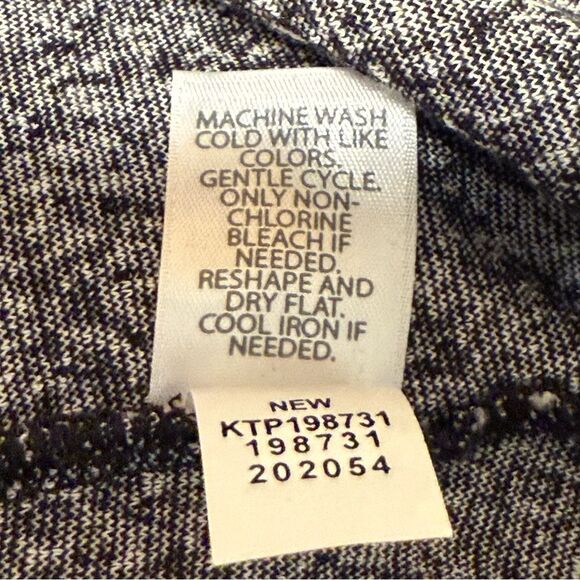 MACHINE WASH
COLD WITH LIKE
COLORS.
GENTLE CYCLE.
ONLY NON-
CHLORINE
BLEACH IF
NEEDED.
RESHAPE AND
DRY FLAT.
COOL IRON IF
NEEDED.
NEW
KTP198731
198731
202054